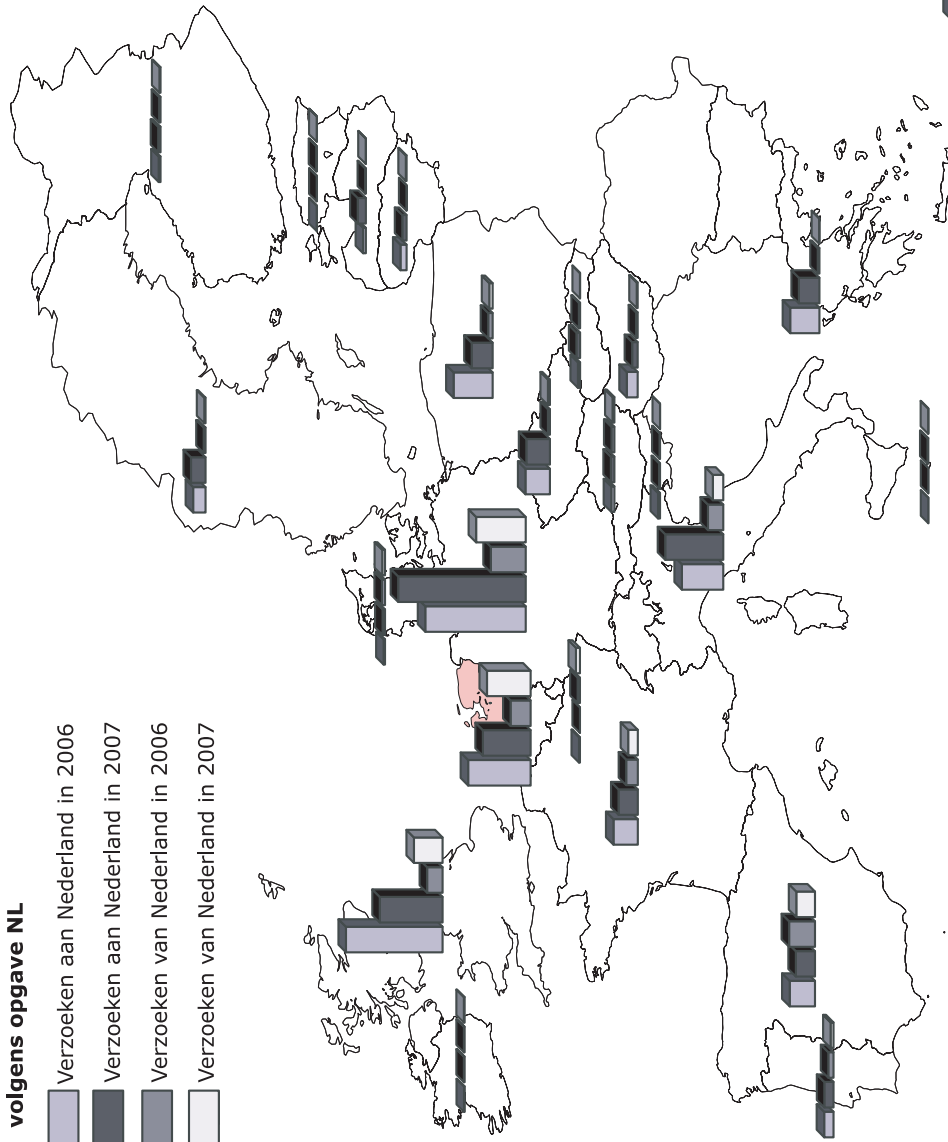 volgens opgave NL
Verzoeken aan Nederland in 2006
Verzoeken aan Nederland in 2007
Verzoeken van Nederland in 2006
Verzoeken van Nederland in 2007